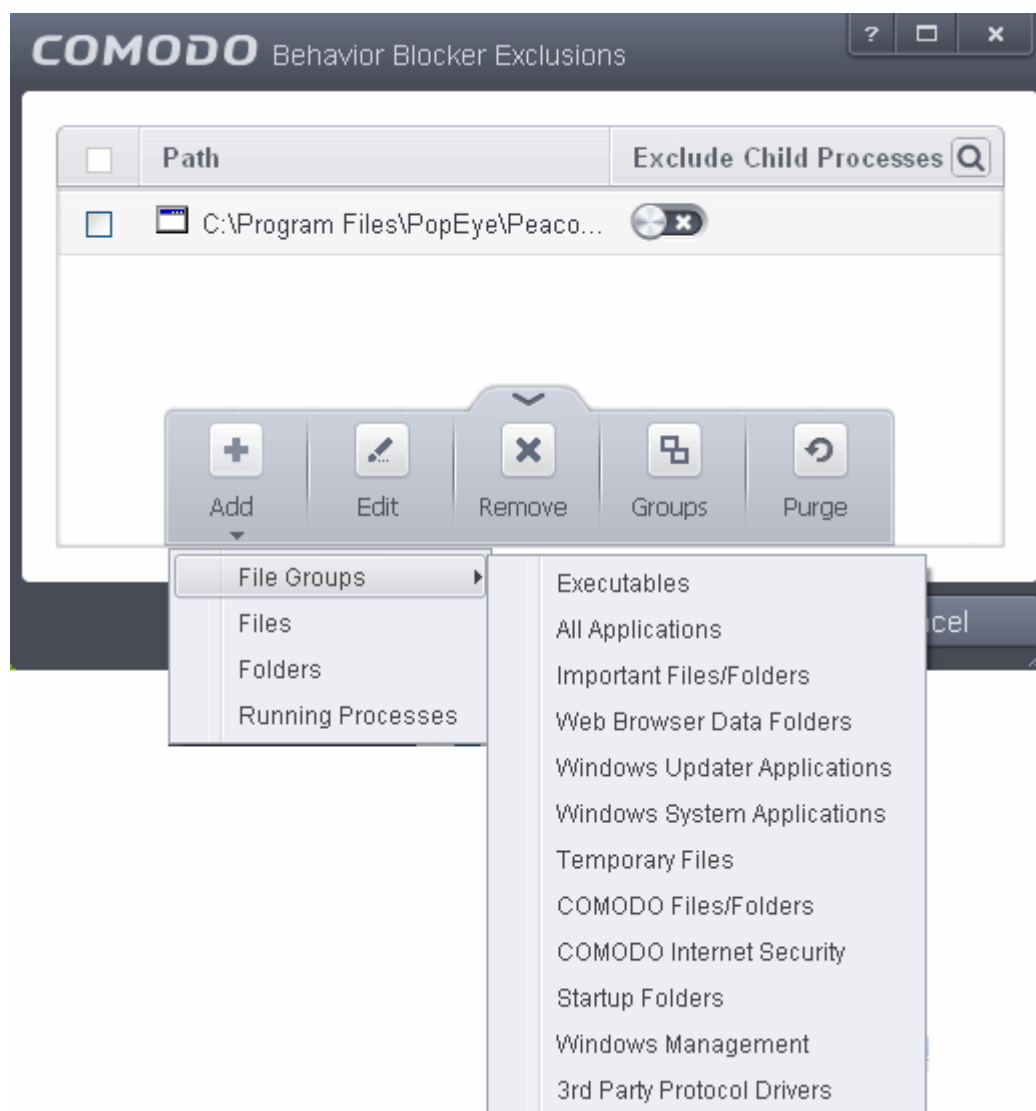 COMODO Behavior Blocker Exclusions
?
Path Exclude Child Processes
C:\Program Files\PopEye\Peaco...
Add Edit Remove Groups Purge
File Groups
Files
Folders
Running Processes
Executables
All Applications
Important Files/Folders
Web Browser Data Folders
Windows Updater Applications
Windows System Applications
Temporary Files
COMODO Files/Folders
COMODO Internet Security
Startup Folders
Windows Management
3rd Party Protocol Drivers